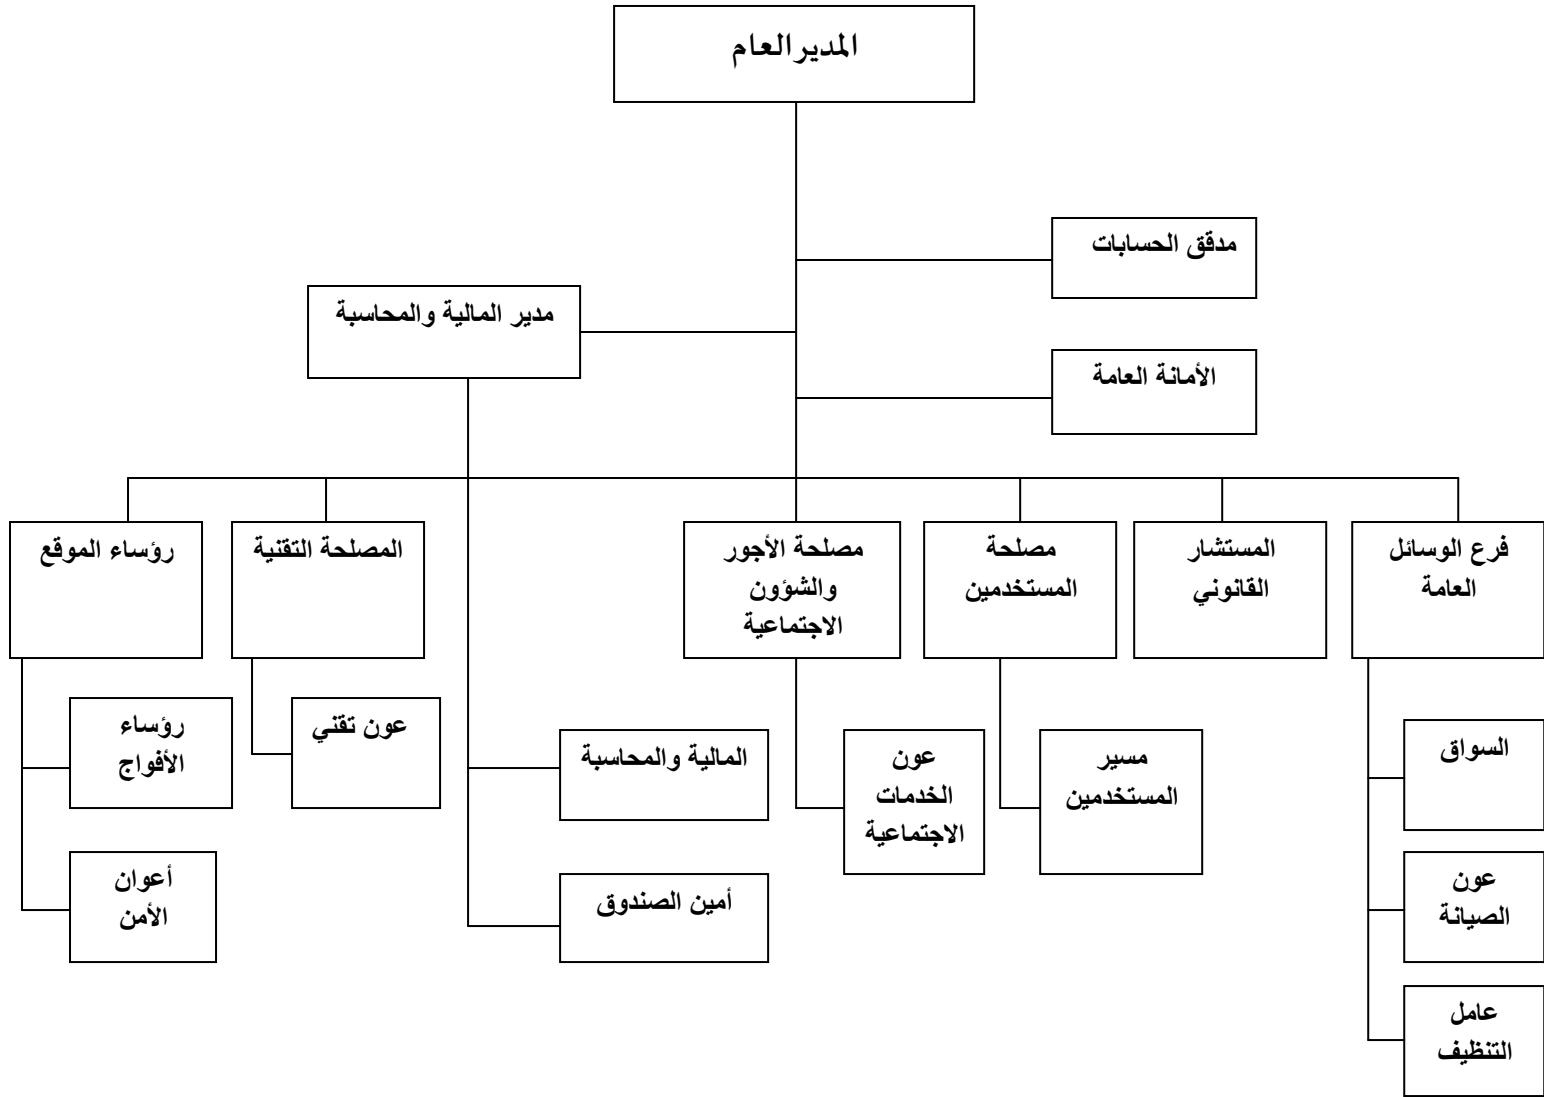 المدير العام
مدقق الحسابات
مدير المالية والمحاسبة
الأمانة العامة
فرع الوسائل
العامة
المستشار
القانوني
مصلحة
المستخدمين
مصلحة الأجور
والشؤون
الاجتماعية
المصلحة التقنية
رؤساء الموقع
السواق
عون
الصيانة
عامل
التنظيف
مسير
المستخدمين
عون
الخدمات
الاجتماعية
المالية والمحاسبة
أمين الصندوق
عون تقني
رؤساء
الأفواج
أعوان
الأمن